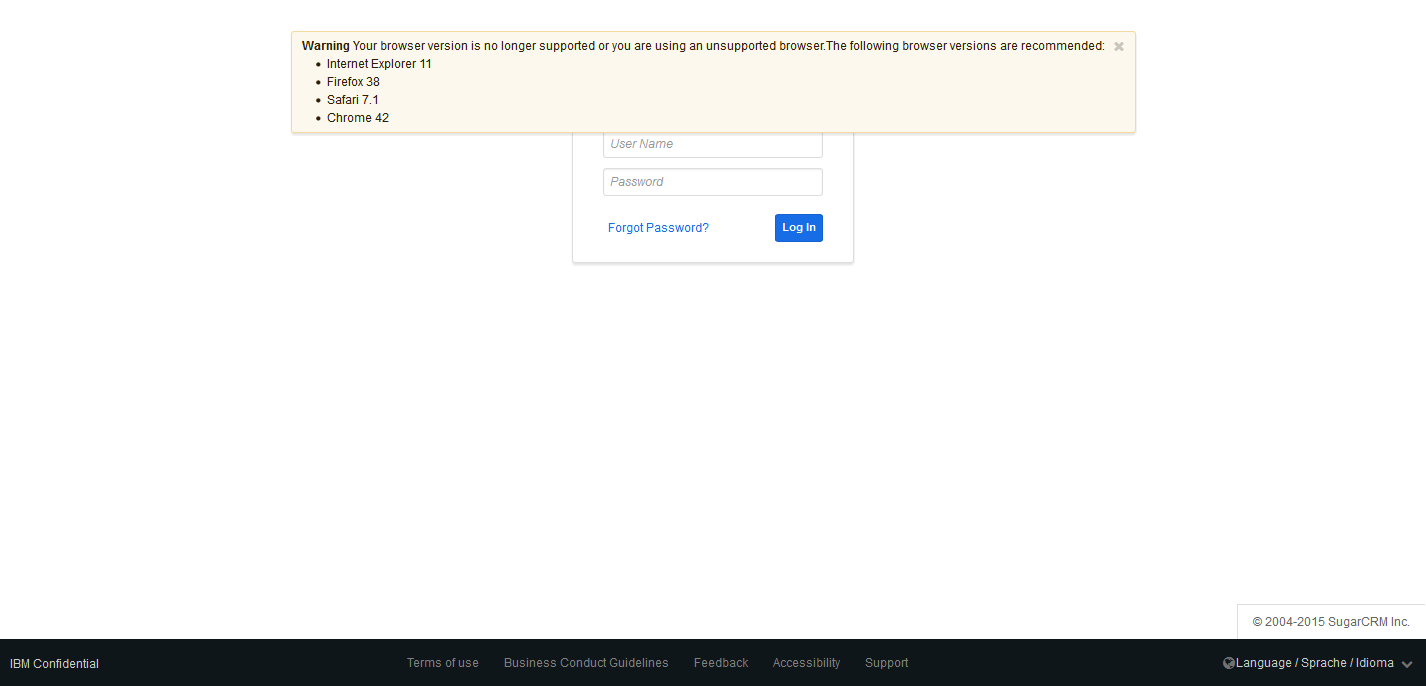 Warning Your browser version is no longer supported or you are using an unsupported browser.The following browser versions are recommended:
Internet Explorer 11
Firefox 38
Safari 7.1
Chrome 42
User Name
Password
Forgot Password?
Log In
© 2004-2015 SugarCRM Inc.
IBM Confidential
Terms of use
Business Conduct Guidelines
Feedback
Accessibility
Support
Language / Sprache / Idioma